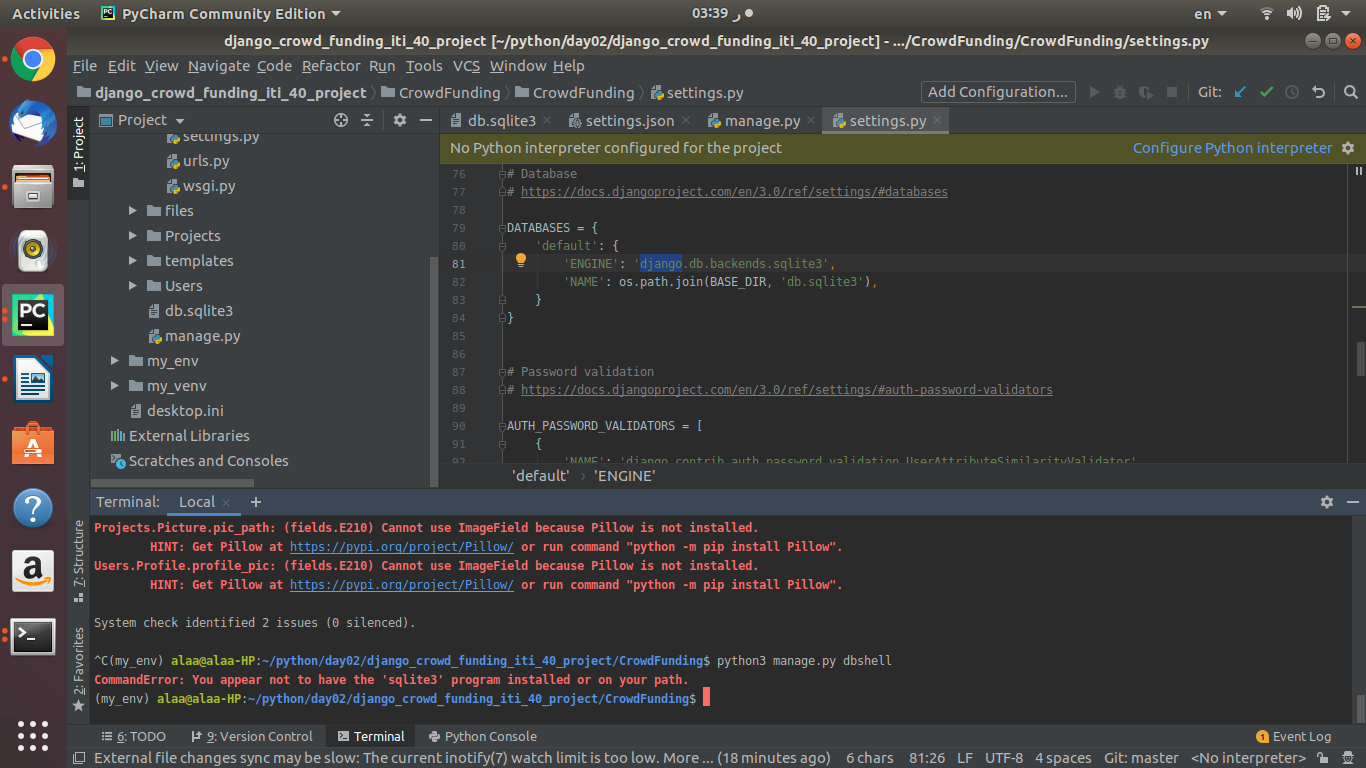 Activities PyCharm Community Edition 03:39 ر en
django_crowd_funding_iti_40_project [~/python/day02/django_crowd_funding_iti_40_project] - .../CrowdFunding/CrowdFunding/settings.py
File Edit View Navigate Code Refactor Run Tools VCS Window Help
django_crowd_funding_iti_40_project CrowdFunding CrowdFunding settings.py Add Configuration... Git:
1: Project
Project
settings.py
urls.py
wsgi.py
files
Projects
templates
Users
db.sqlite3
manage.py
my_env
my_venv
desktop.ini
External Libraries
Scratches and Consoles
db.sqlite3 settings.json manage.py settings.py
No Python interpreter configured for the project Configure Python interpreter
76 # Database
77 # https://docs.djangoproject.com/en/3.0/ref/settings/#databases
78
79 DATABASES = {
80 'default': {
81 'ENGINE': 'django.db.backends.sqlite3',
82 'NAME': os.path.join(BASE_DIR, 'db.sqlite3'),
83 }
84 }
85
86
87 # Password validation
88 # https://docs.djangoproject.com/en/3.0/ref/settings/#auth-password-validators
89
90 AUTH_PASSWORD_VALIDATORS = [
91 {
92 'NAME': 'django.contrib.auth.password_validation.UserAttributeSimilarityValidator'
'default' › 'ENGINE'
Terminal: Local +
7: Structure
2: Favorites
Projects.Picture.pic_path: (fields.E210) Cannot use ImageField because Pillow is not installed.
HINT: Get Pillow at https://pypi.org/project/Pillow/ or run command "python -m pip install Pillow".
Users.Profile.profile_pic: (fields.E210) Cannot use ImageField because Pillow is not installed.
HINT: Get Pillow at https://pypi.org/project/Pillow/ or run command "python -m pip install Pillow".
System check identified 2 issues (0 silenced).
^C(my_env) alaa@alaa-HP:~/python/day02/django_crowd_funding_iti_40_project/CrowdFunding$ python3 manage.py dbshell
CommandError: You appear not to have the 'sqlite3' program installed or on your path.
(my_env) alaa@alaa-HP:~/python/day02/django_crowd_funding_iti_40_project/CrowdFunding$
6: TODO 9: Version Control Terminal Python Console 1 Event Log
External file changes sync may be slow: The current inotify(7) watch limit is too low. More ... (18 minutes ago) 6 chars 81:26 LF UTF-8 4 spaces Git: master <No interpreter>